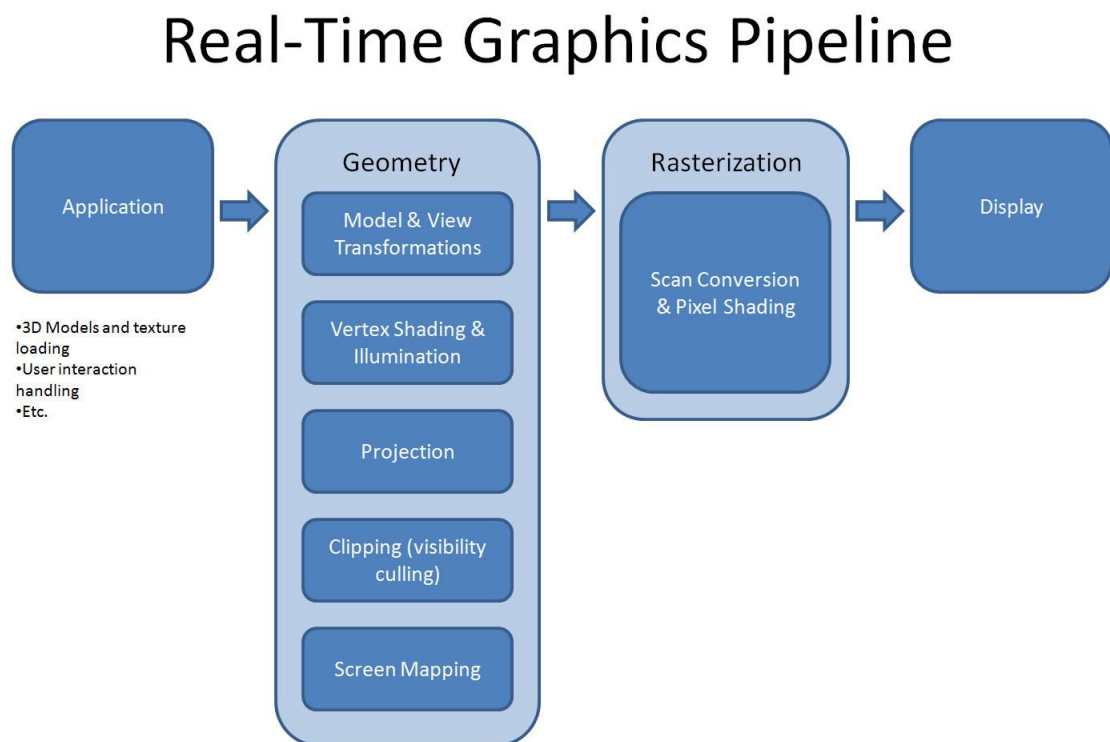 Real-Time Graphics Pipeline
Application
•3D Models and texture
loading
•User interaction
handling
•Etc.
Geometry
Model & View
Transformations
Vertex Shading &
Illumination
Projection
Clipping (visibility
culling)
Screen Mapping
Rasterization
Scan Conversion
& Pixel Shading
Display